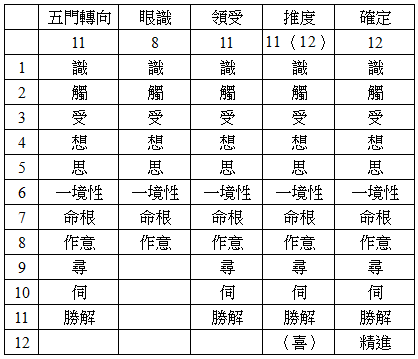 五門轉向 眼識 領受 推度 確定
11 8 11 11（12） 12
1 識 識 識 識 識
2 觸 觸 觸 觸 觸
3 受 受 受 受 受
4 想 想 想 想 想
5 思 思 思 思 思
6 一境性 一境性 一境性 一境性 一境性
7 命根 命根 命根 命根 命根
8 作意 作意 作意 作意 作意
9 尋 尋 尋 尋
10 伺 伺 伺 伺
11 勝解 勝解 勝解 勝解
12 （喜） 精進